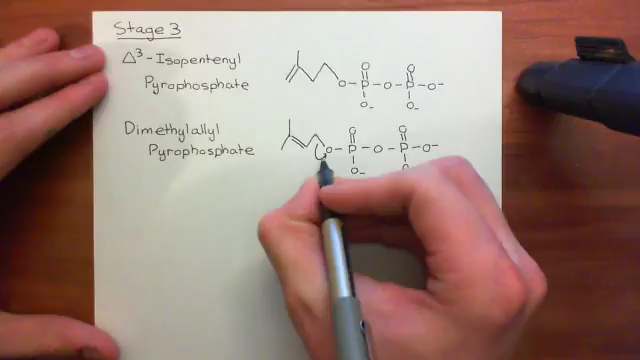 Stage 3
Δ³-Isopentenyl
Pyrophosphate
O
O
O-P-O-P-O-
O-
O-
Dimethylallyl
Pyrophosphate
O
O
O-P-O-P-O-
O-